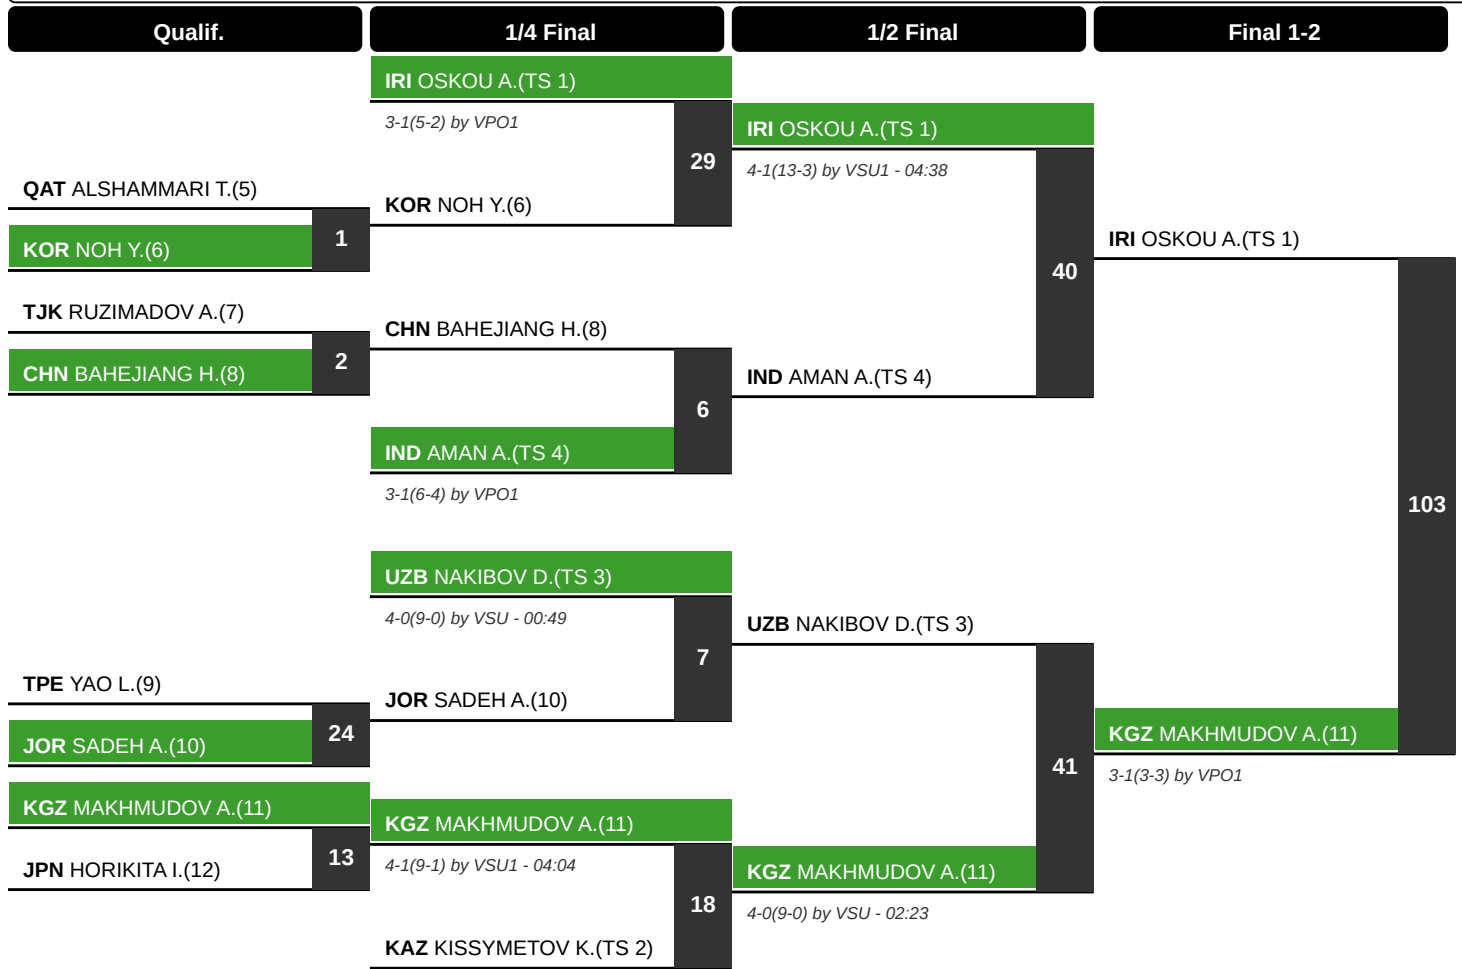 Qualif.
1/4 Final
1/2 Final
Final 1-2
QAT ALSHAMMARI T.(5)
KOR NOH Y.(6)
1
TJK RUZIMADOV A.(7)
CHN BAHEJIANG H.(8)
2
TPE YAO L.(9)
JOR SADEH A.(10)
24
KGZ MAKHMUDOV A.(11)
JPN HORIKITA I.(12)
13
IRI OSKOU A.(TS 1)
3-1(5-2) by VPO1
KOR NOH Y.(6)
29
CHN BAHEJIANG H.(8)
IND AMAN A.(TS 4)
3-1(6-4) by VPO1
6
UZB NAKIBOV D.(TS 3)
4-0(9-0) by VSU - 00:49
JOR SADEH A.(10)
7
KGZ MAKHMUDOV A.(11)
4-1(9-1) by VSU1 - 04:04
KAZ KISSYMETOV K.(TS 2)
18
IRI OSKOU A.(TS 1)
4-1(13-3) by VSU1 - 04:38
IND AMAN A.(TS 4)
40
UZB NAKIBOV D.(TS 3)
KGZ MAKHMUDOV A.(11)
4-0(9-0) by VSU - 02:23
41
IRI OSKOU A.(TS 1)
KGZ MAKHMUDOV A.(11)
3-1(3-3) by VPO1
103